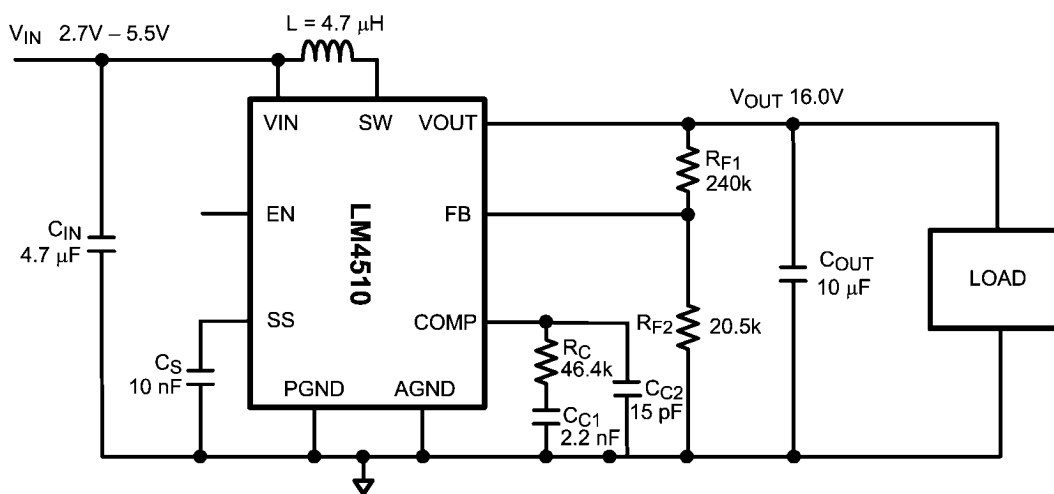 VIN 2.7V – 5.5V
L = 4.7 µH
VOUT 16.0V
VIN
SW
VOUT
RF1
240k
EN
FB
LM4510
CIN
4.7 µF
COUT
10 µF
LOAD
SS
COMP
RF2
20.5k
CS
10 nF
PGND
AGND
RC
46.4k
CC2
15 pF
CC1
2.2 nF